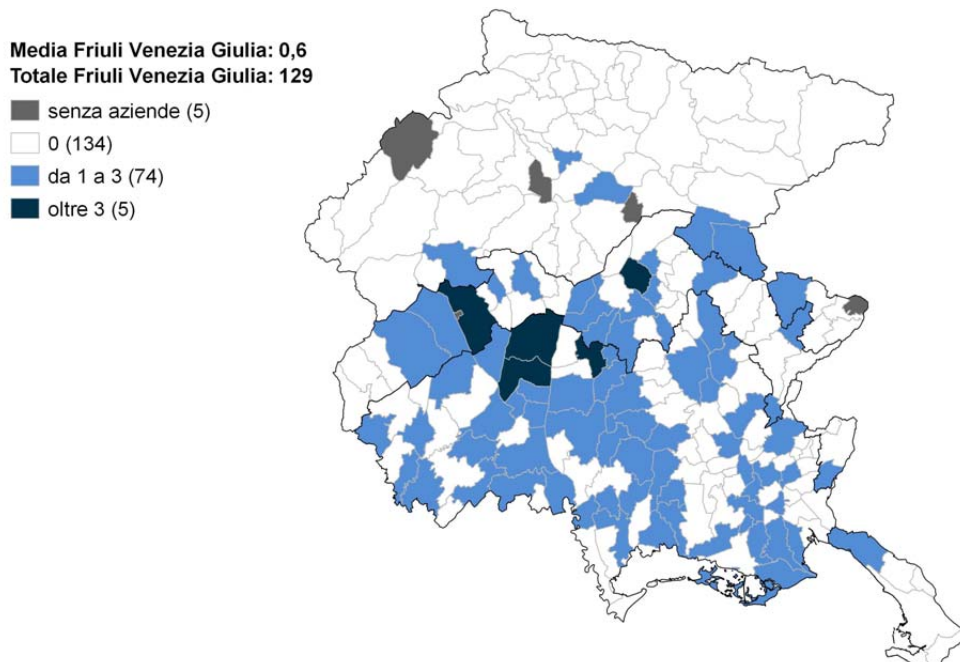 Media Friuli Venezia Giulia: 0,6
Totale Friuli Venezia Giulia: 129
senza aziende (5)
0 (134)
da 1 a 3 (74)
oltre 3 (5)